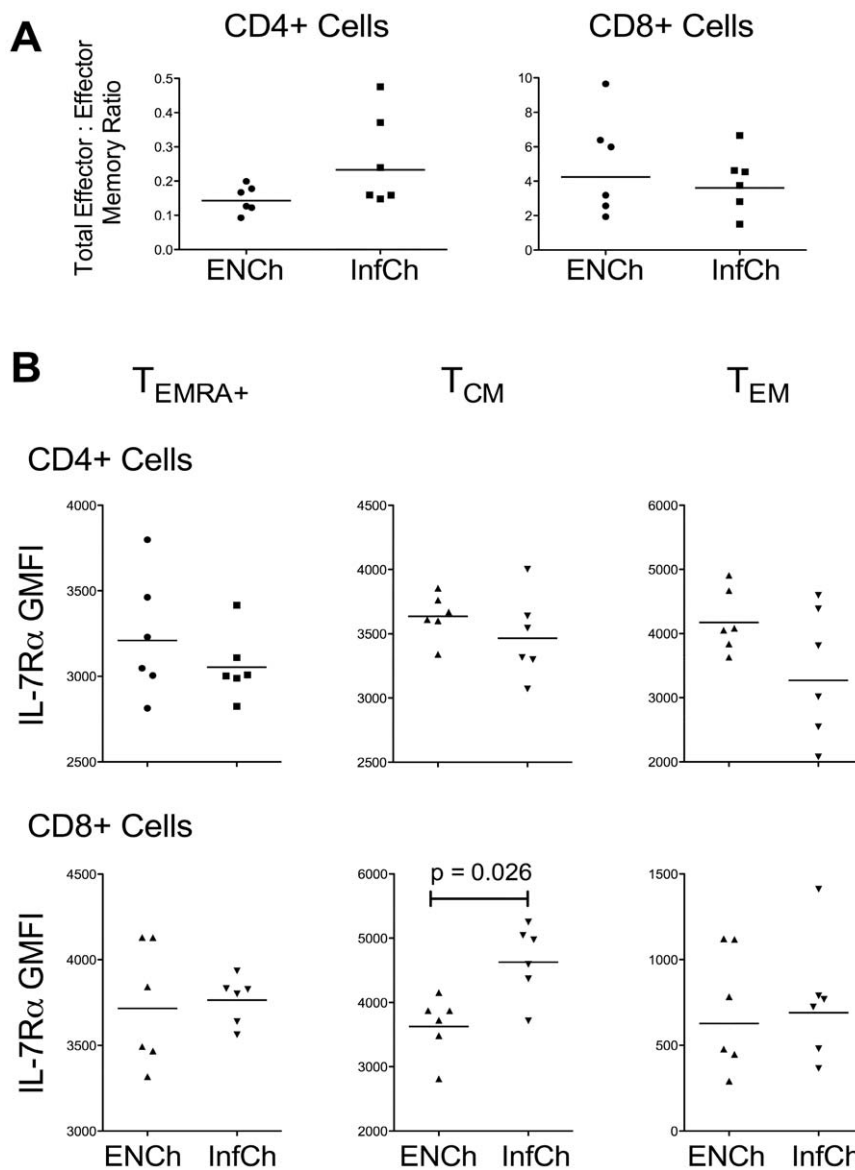 A
CD4+ Cells
CD8+ Cells
Total Effector : Effector
Memory Ratio
0.5
0.4
0.3
0.2
0.1
0.0
ENCh
InfCh
10
8
6
4
2
0
ENCh
InfCh
B
TEMRA+
TCM
TEM
CD4+ Cells
IL-7Rα GMFI
4000
3500
3000
2500
4500
4000
3500
3000
2500
6000
5000
4000
3000
2000
CD8+ Cells
IL-7Rα GMFI
4500
4000
3500
3000
ENCh
InfCh
6000
5000
4000
3000
2000
p = 0.026
ENCh
InfCh
1500
1000
500
0
ENCh
InfCh